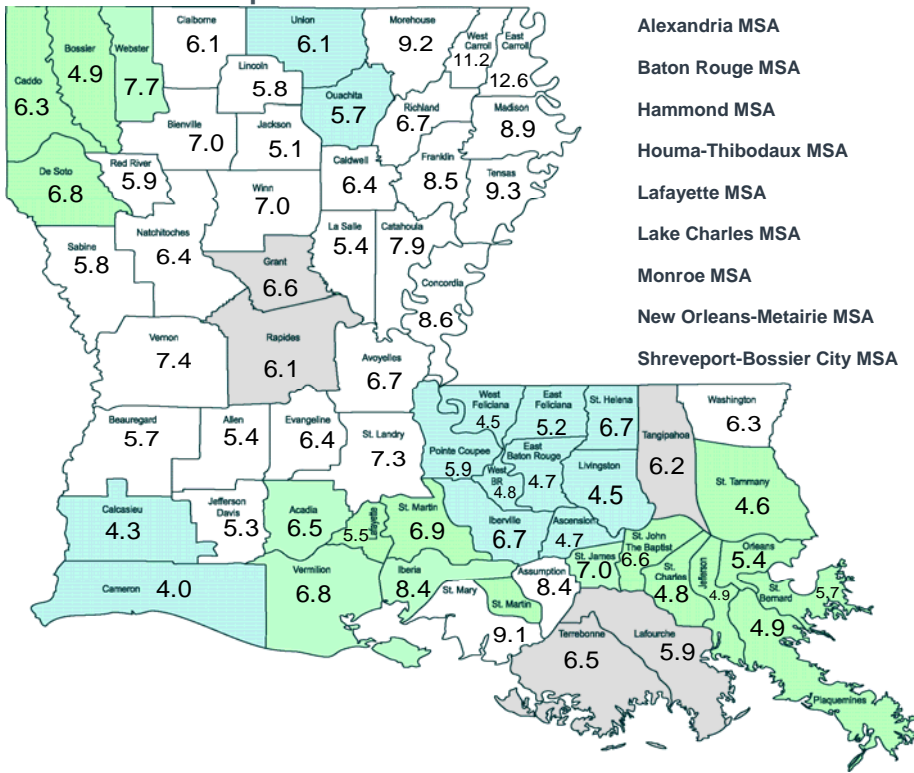 Alexandria MSA
Baton Rouge MSA
Hammond MSA
Houma-Thibodaux MSA
Lafayette MSA
Lake Charles MSA
Monroe MSA
New Orleans-Metairie MSA
Shreveport-Bossier City MSA
Caddo
6.3
Bossier
4.9
Webster
7.7
Claiborne
6.1
Union
6.1
Morehouse
9.2
West
Carroll
11.2
East
Carroll
12.6
Lincoln
5.8
Ouachita
5.7
Richland
6.7
Madison
8.9
Bienville
7.0
Jackson
5.1
Caldwell
6.4
Franklin
8.5
Tensas
9.3
De Soto
6.8
Red River
5.9
Winn
7.0
Natchitoches
6.4
Sabine
5.8
Grant
6.6
La Salle
5.4
Catahoula
7.9
Concordia
8.6
Vernon
7.4
Rapides
6.1
Avoyelles
6.7
Beauregard
5.7
Allen
5.4
Evangeline
6.4
St. Landry
7.3
West
Feliciana
4.5
East
Feliciana
5.2
St. Helena
6.7
Tangipahoa
6.2
Washington
6.3
Pointe Coupee
5.9
West
BR
4.8
East
Baton Rouge
4.7
Livingston
4.5
St. Tammany
4.6
Calcasieu
4.3
Jefferson
Davis
5.3
Acadia
6.5
Lafayette
5.5
St. Martin
6.9
Iberville
6.7
Ascension
4.7
St. James
7.0
St. John
The Baptist
6.6
St.
Charles
4.8
Jefferson
4.9
Orleans
5.4
St.
Bernard
5.7
4.9
Plaquemines
Cameron
4.0
Vermilion
6.8
Iberia
8.4
St. Mary
9.1
St. Martin
Assumption
8.4
Terrebonne
6.5
Lafourche
5.9